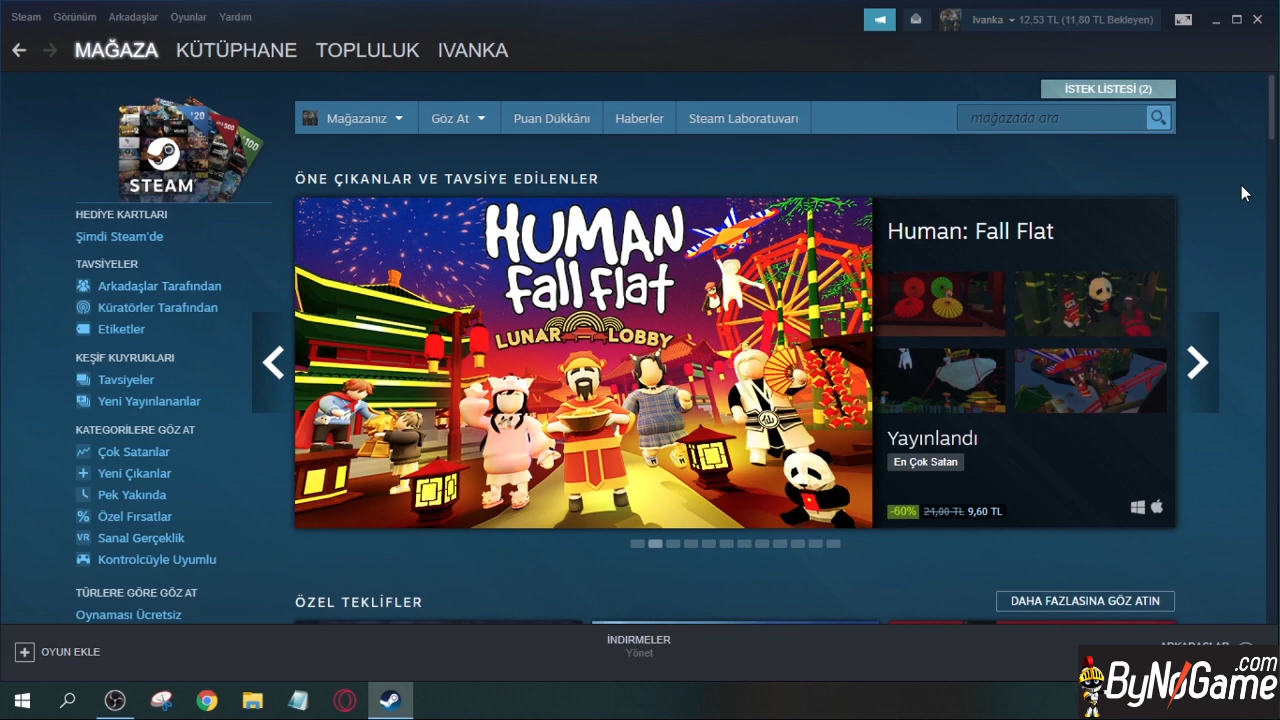 Steam Görünüm Arkadaşlar Oyunlar Yardım
Ivanka 12,53 TL (11,80 TL Bekleyen)
MAĞAZA KÜTÜPHANE TOPLULUK IVANKA
İSTEK LİSTESİ (2)
Mağazanız Göz At Puan Dükkânı Haberler Steam Laboratuvarı
mağazada ara
$20
$100
STEAM
HEDİYE KARTLARI
Şimdi Steam'de
TAVSİYELER
Arkadaşlar Tarafından
Küratörler Tarafından
Etiketler
KEŞİF KUYRUKLARI
Tavsiyeler
Yeni Yayınlananlar
KATEGORİLERE GÖZ AT
Çok Satanlar
Yeni Çıkanlar
Pek Yakında
Özel Fırsatlar
VR Sanal Gerçeklik
Kontrolcüyle Uyumlu
TÜRLERE GÖRE GÖZ AT
Oynaması Ücretsiz
ÖNE ÇIKANLAR VE TAVSİYE EDİLENLER
HUMAN
fall flat
LUNAR LOBBY
Human: Fall Flat
Yayınlandı
En Çok Satan
-60% 24,00 TL 9,60 TL
ÖZEL TEKLİFLER
DAHA FAZLASINA GÖZ ATIN
OYUN EKLE
İNDİRMELER
Yönet
ByNoGame.com